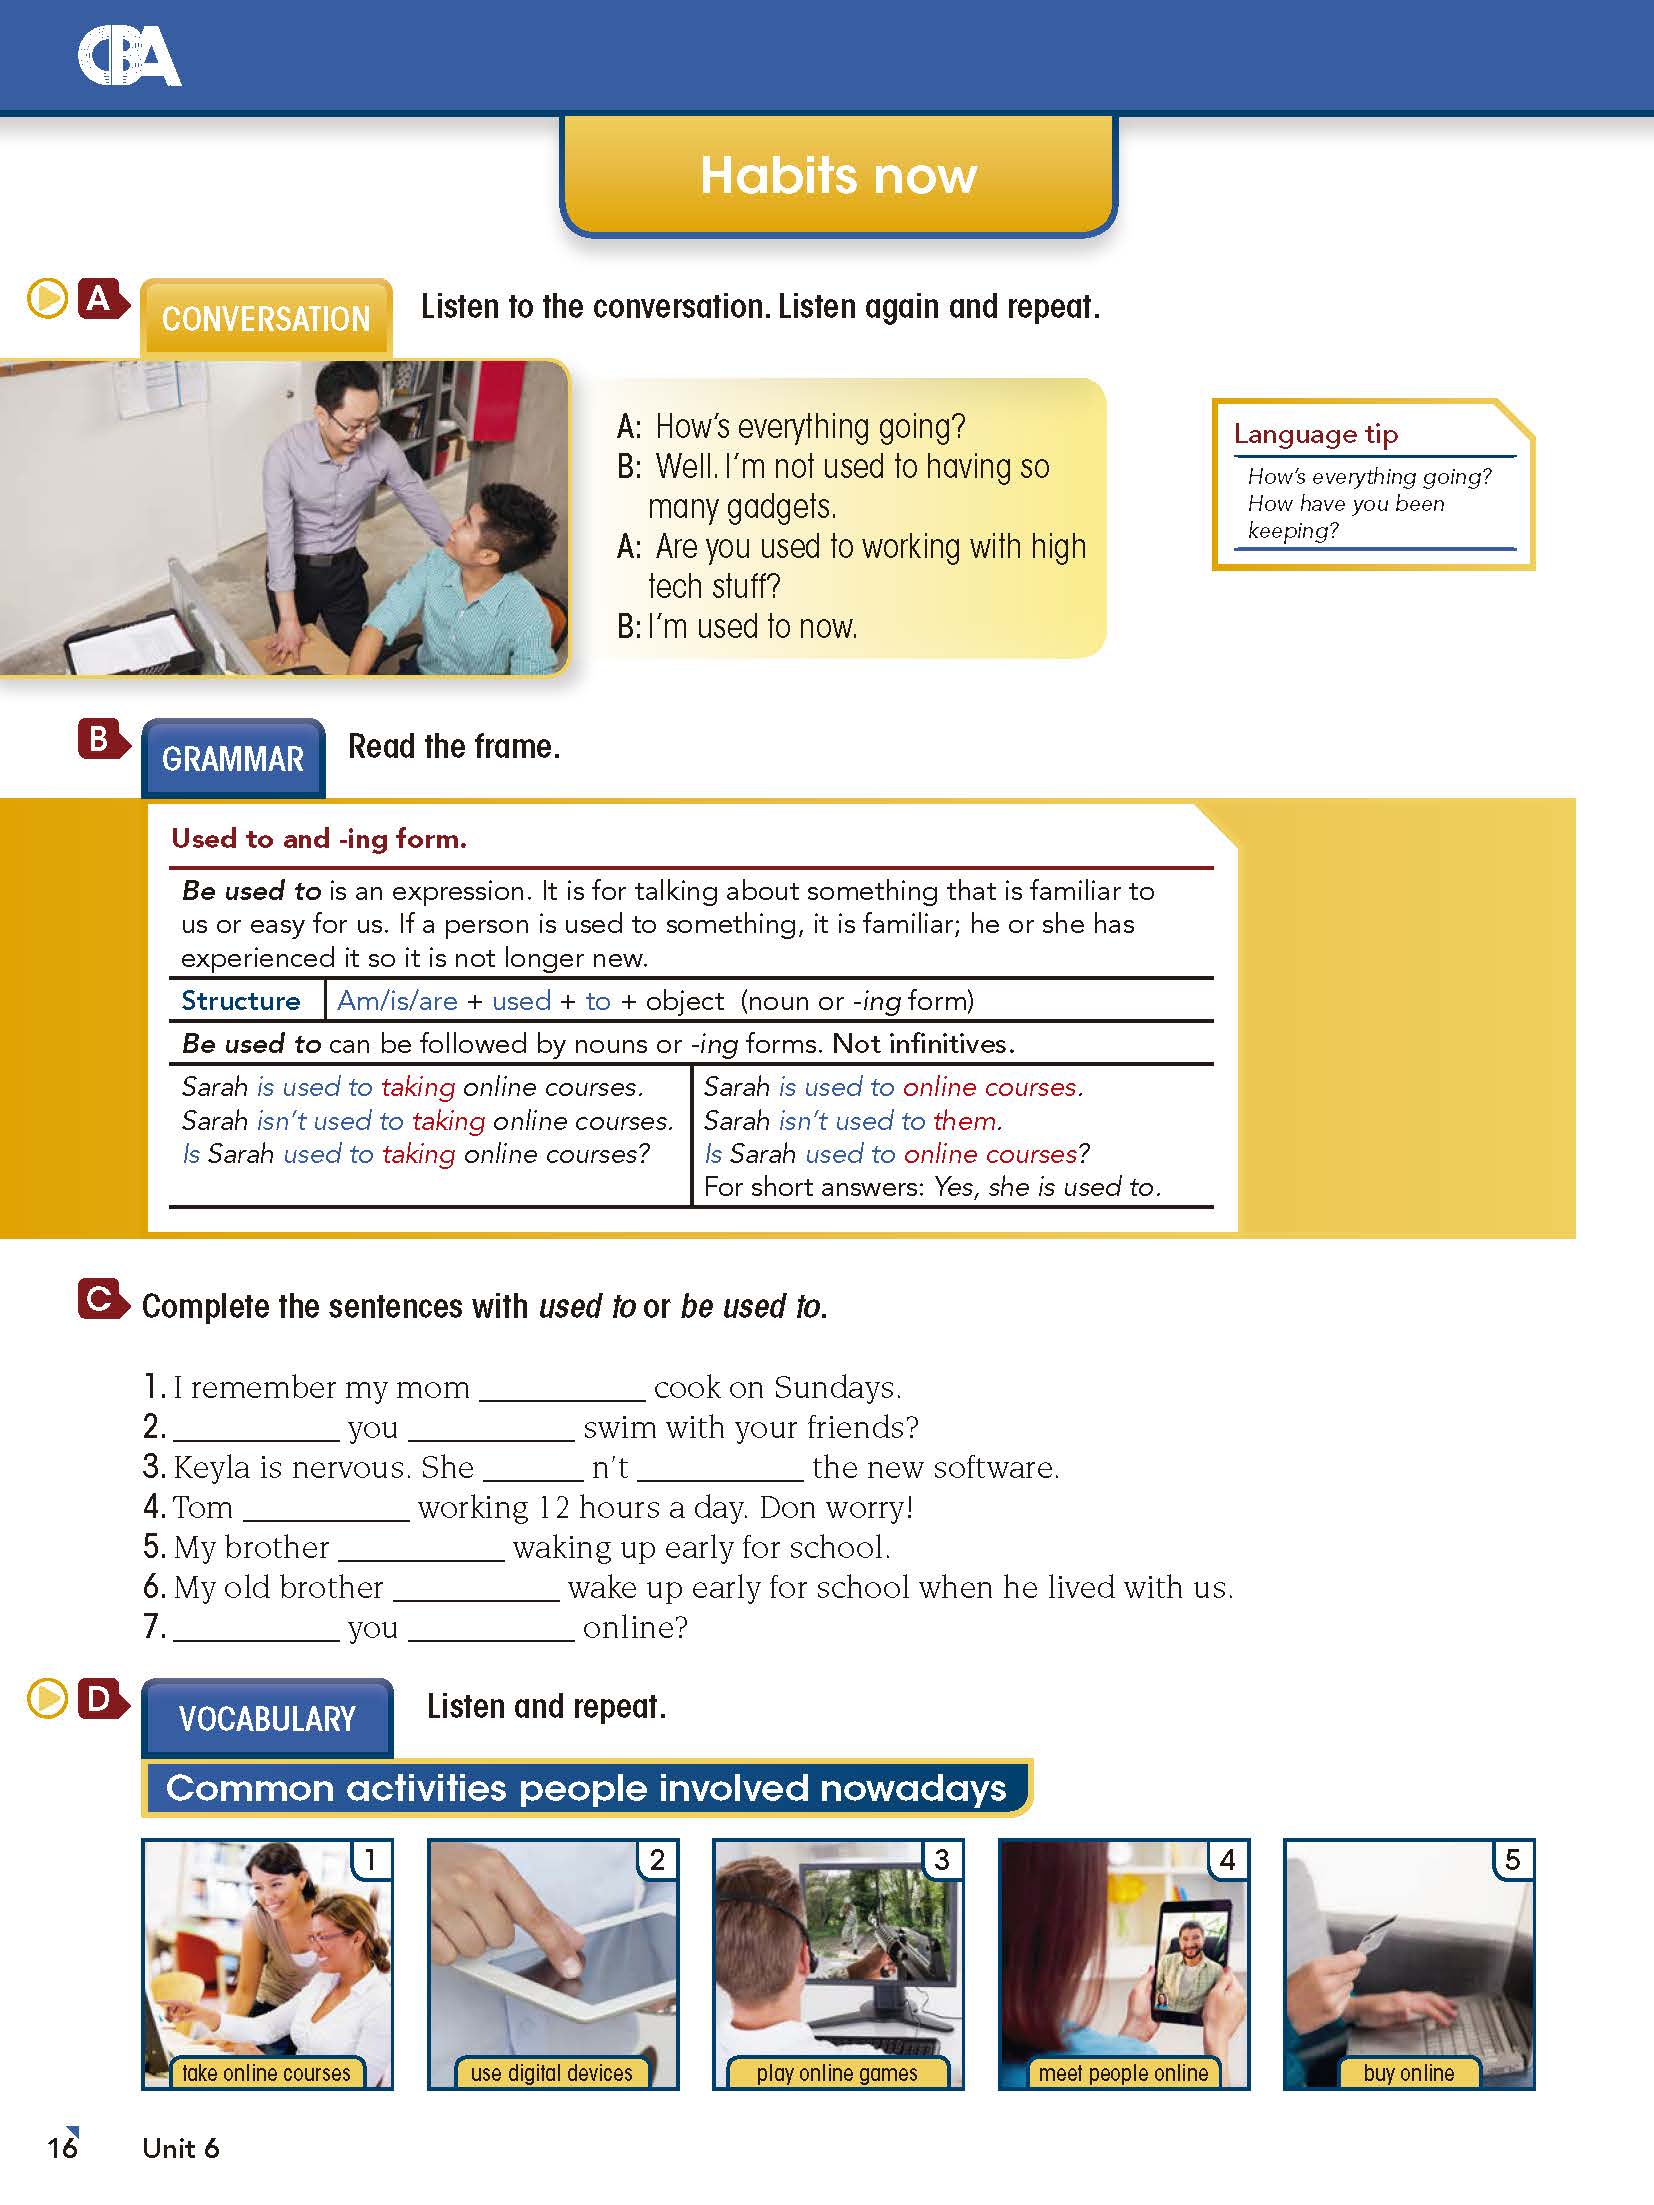 CBA
Habits now
A CONVERSATION Listen to the conversation. Listen again and repeat.
A: How's everything going?
B: Well. I'm not used to having so
many gadgets.
A: Are you used to working with high
tech stuff?
B: I'm used to now.
Language tip
How's everything going?
How have you been
keeping?
B GRAMMAR Read the frame.
Used to and -ing form.
Be used to is an expression. It is for talking about something that is familiar to
us or easy for us. If a person is used to something, it is familiar; he or she has
experienced it so it is not longer new.
Structure Am/is/are + used + to + object (noun or -ing form)
Be used to can be followed by nouns or -ing forms. Not infinitives.
Sarah is used to taking online courses.
Sarah isn't used to taking online courses.
Is Sarah used to taking online courses?
Sarah is used to online courses.
Sarah isn't used to them.
Is Sarah used to online courses?
For short answers: Yes, she is used to.
C Complete the sentences with used to or be used to.
1. I remember my mom __________ cook on Sundays.
2. __________ you __________ swim with your friends?
3. Keyla is nervous. She ______ n't __________ the new software.
4. Tom __________ working 12 hours a day. Don worry!
5. My brother __________ waking up early for school.
6. My old brother __________ wake up early for school when he lived with us.
7. __________ you __________ online?
D VOCABULARY Listen and repeat.
Common activities people involved nowadays
1
take online courses
2
use digital devices
3
play online games
4
meet people online
5
buy online
16 Unit 6